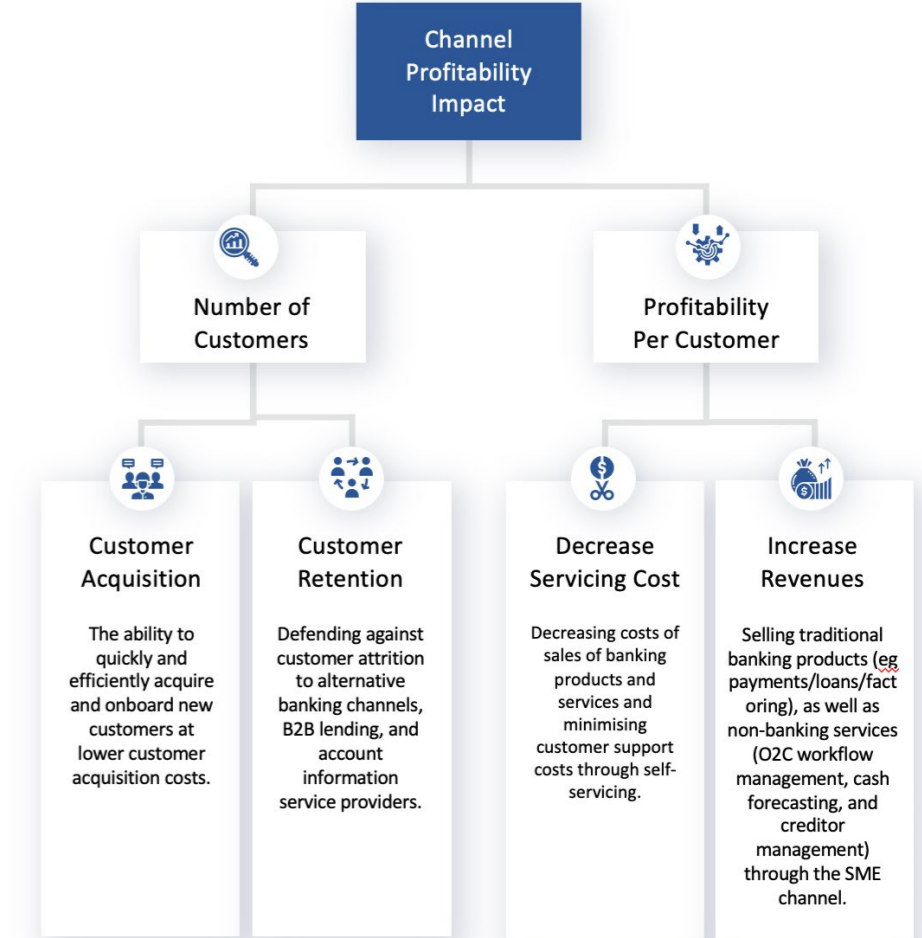 Channel
Profitability
Impact
Number of
Customers
Profitability
Per Customer
Customer
Acquisition
The ability to
quickly and
efficiently acquire
and onboard new
customers at
lower customer
acquisition costs.
Customer
Retention
Defending against
customer attrition
to alternative
banking channels,
B2B lending, and
account
information
service providers.
Decrease
Servicing Cost
Decreasing costs of
sales of banking
products and
services and
minimising
customer support
costs through self-
servicing.
Increase
Revenues
Selling traditional
banking products (eg
payments/loans/fact
oring), as well as
non-banking services
(O2C workflow
management, cash
forecasting, and
creditor
management)
through the SME
channel.